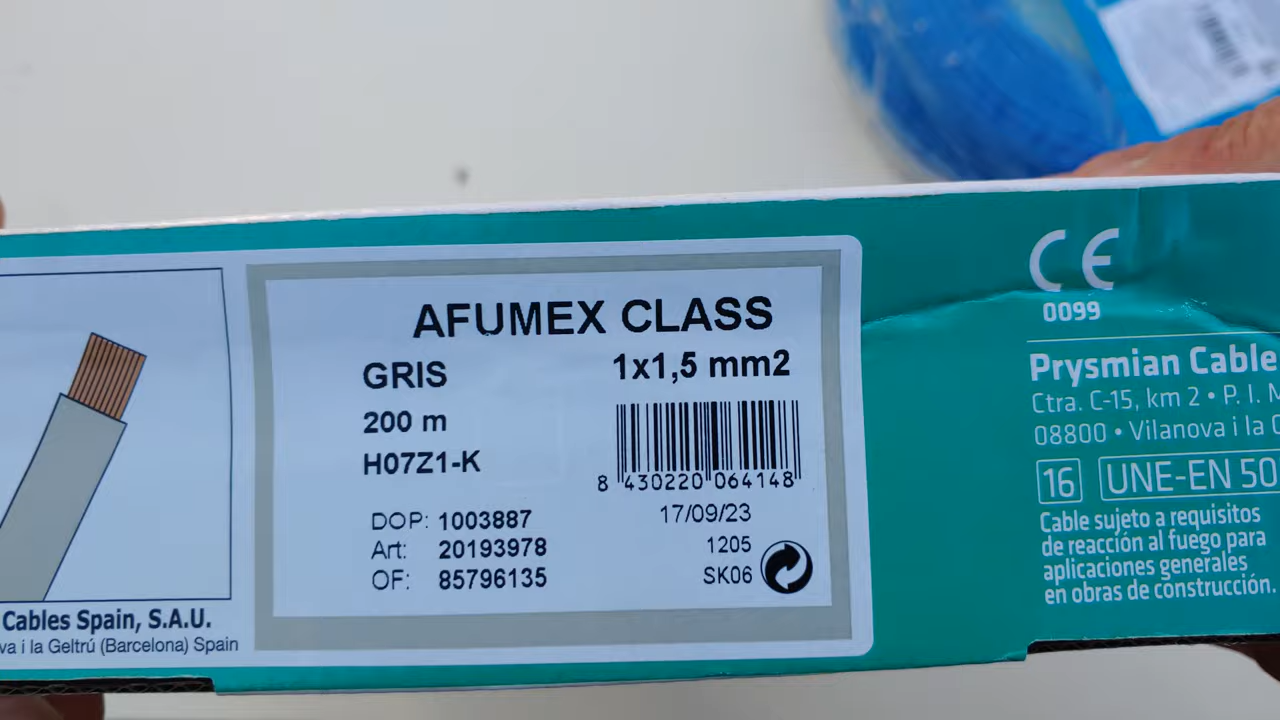 AFUMEX CLASS
GRIS
1x1,5 mm2
200 m
H07Z1-K
8 430220 064148
DOP: 1003887
17/09/23
Art: 20193978
1205
OF: 85796135
SK06
Cables Spain, S.A.U.
va i la Geltrú (Barcelona) Spain
CE
0099
Prysmian Cable
Ctra. C-15, km 2 • P. I.
08800 • Vilanova i la
16 UNE-EN 50
Cable sujeto a requisitos
de reacción al fuego para
aplicaciones generales
en obras de construcción.